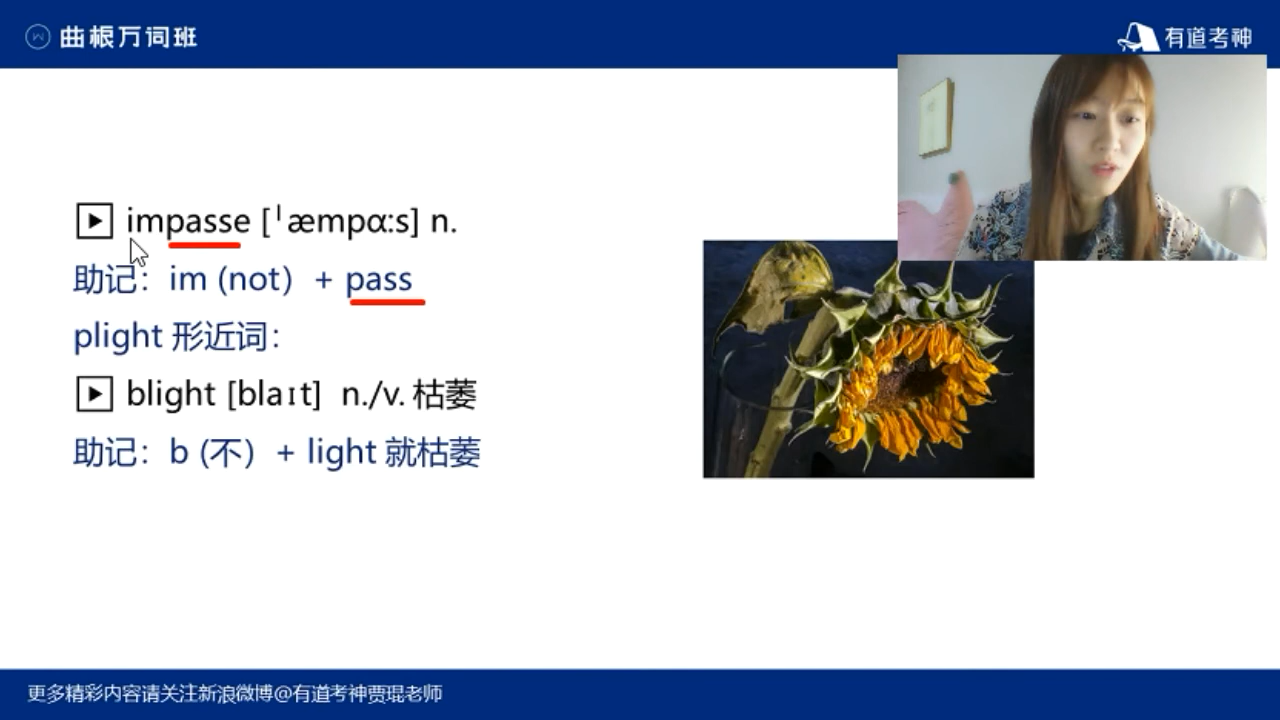 曲根万词班
有道考神
impasse [ˈæmpɑːs] n.
助记：im (not) + pass
plight 形近词：
blight [blaɪt] n./v. 枯萎
助记：b (不) + light 就枯萎
更多精彩内容请关注新浪微博@有道考神贾琨老师